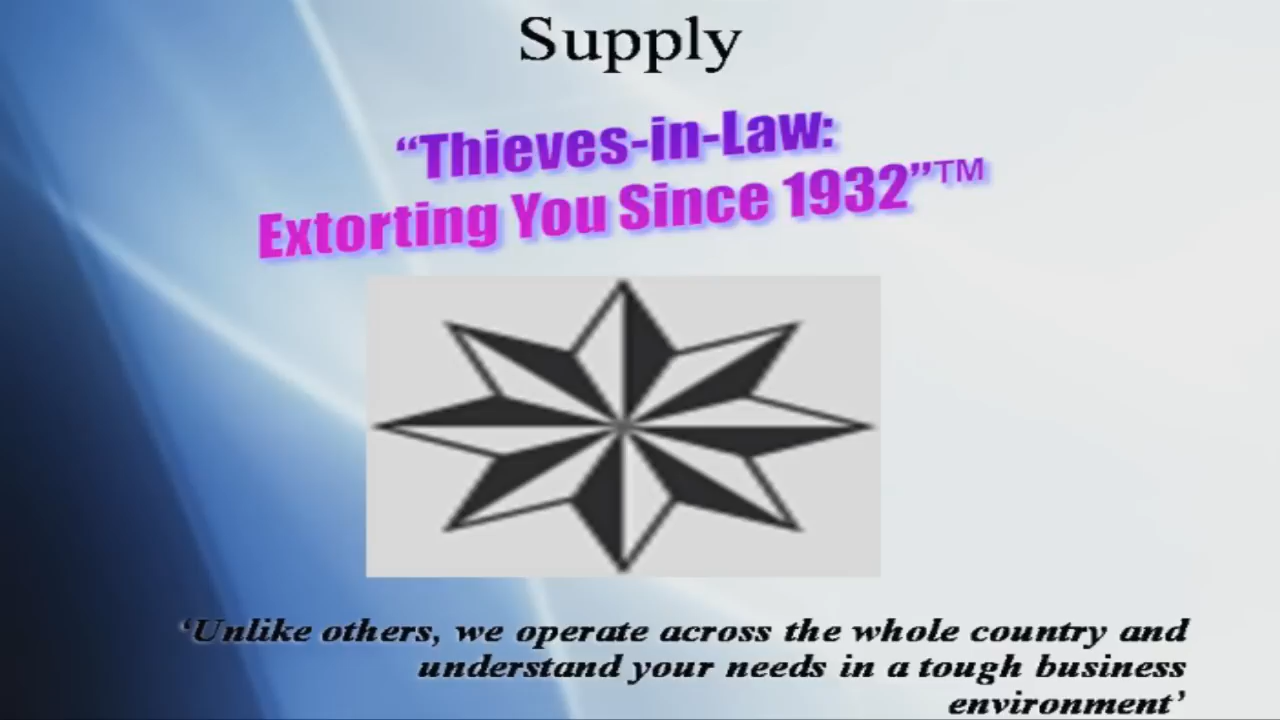 Supply
“Thieves-in-Law:
Extorting You Since 1932”™
‘Unlike others, we operate across the whole country and
understand your needs in a tough business
environment’